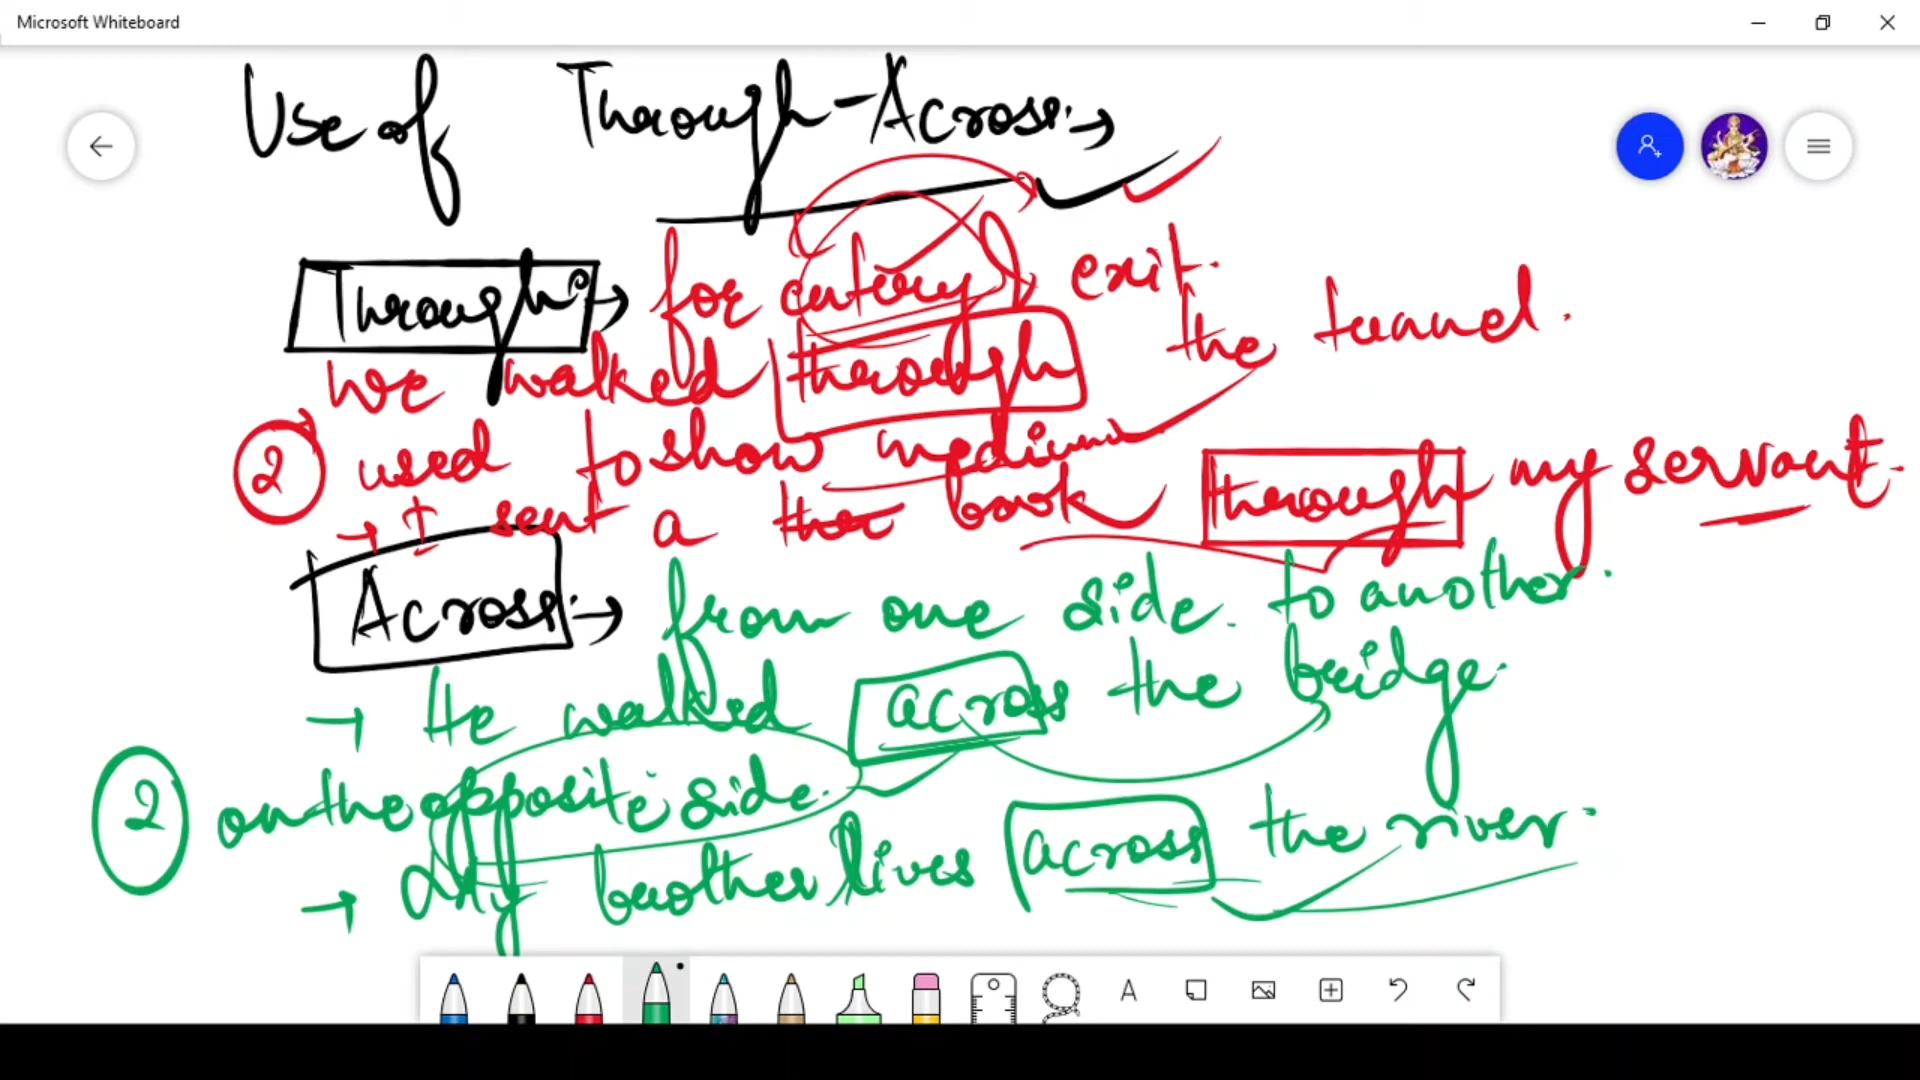 Microsoft Whiteboard
Use of Through-Across:→
Through:→ for entery exit.
We walked through the tunnel.
2 used to show medium
→ I sent a book through my servant.
Across:→ from one side. to another.
→ He walked across the bridge.
2 on the opposite side.
→ My brother lives across the river.